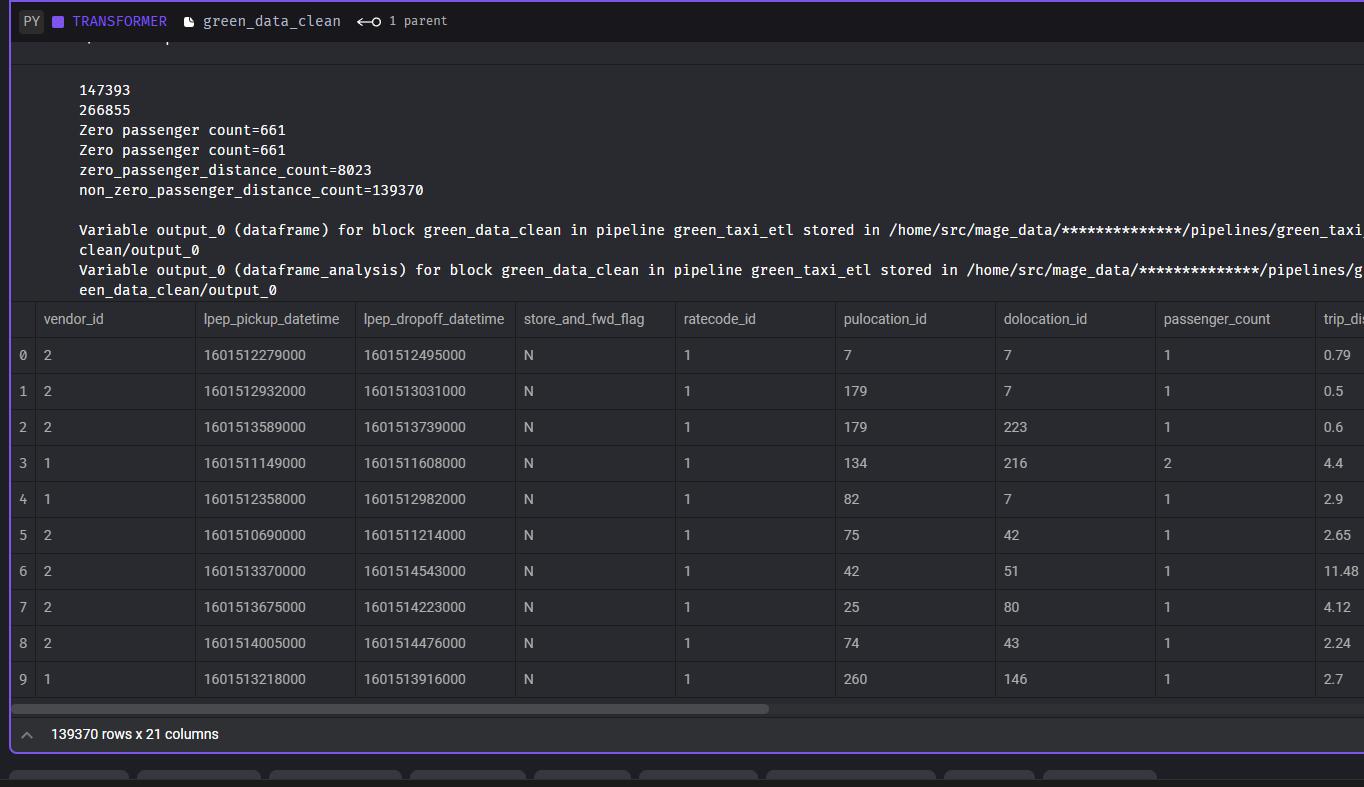 PY TRANSFORMER green_data_clean 1 parent
147393
266855
Zero passenger count=661
Zero passenger count=661
zero_passenger_distance_count=8023
non_zero_passenger_distance_count=139370
Variable output_0 (dataframe) for block green_data_clean in pipeline green_taxi_etl stored in /home/src/mage_data/**************/pipelines/green_taxi_
clean/output_0
Variable output_0 (dataframe_analysis) for block green_data_clean in pipeline green_taxi_etl stored in /home/src/mage_data/**************/pipelines/g
een_data_clean/output_0
vendor_id lpep_pickup_datetime lpep_dropoff_datetime store_and_fwd_flag ratecode_id pulocation_id dolocation_id passenger_count trip_dis
0 2 1601512279000 1601512495000 N 1 7 7 1 0.79
1 2 1601512932000 1601513031000 N 1 179 7 1 0.5
2 2 1601513589000 1601513739000 N 1 179 223 1 0.6
3 1 1601511149000 1601511608000 N 1 134 216 2 4.4
4 1 1601512358000 1601512982000 N 1 82 7 1 2.9
5 2 1601510690000 1601511214000 N 1 75 42 1 2.65
6 2 1601513370000 1601514543000 N 1 42 51 1 11.48
7 2 1601513675000 1601514223000 N 1 25 80 1 4.12
8 2 1601514005000 1601514476000 N 1 74 43 1 2.24
9 1 1601513218000 1601513916000 N 1 260 146 1 2.7
139370 rows x 21 columns